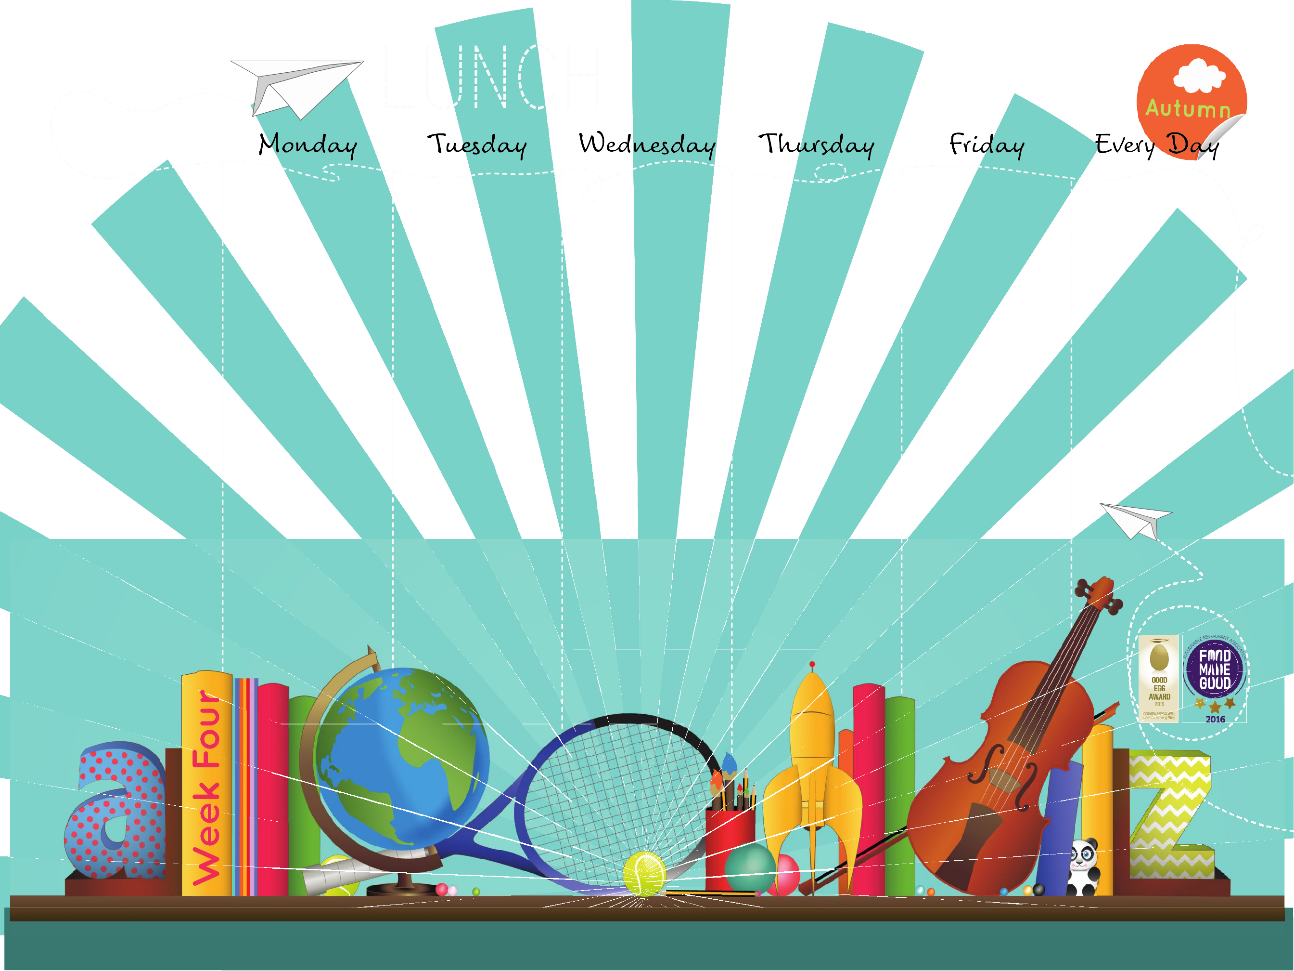 LUNCH
Autumn
Monday Tuesday Wednesday Thursday Friday Every Day
GOOD
EGG
AWARD
FOOD
MADE
GOOD
2016
Week Four
a
z